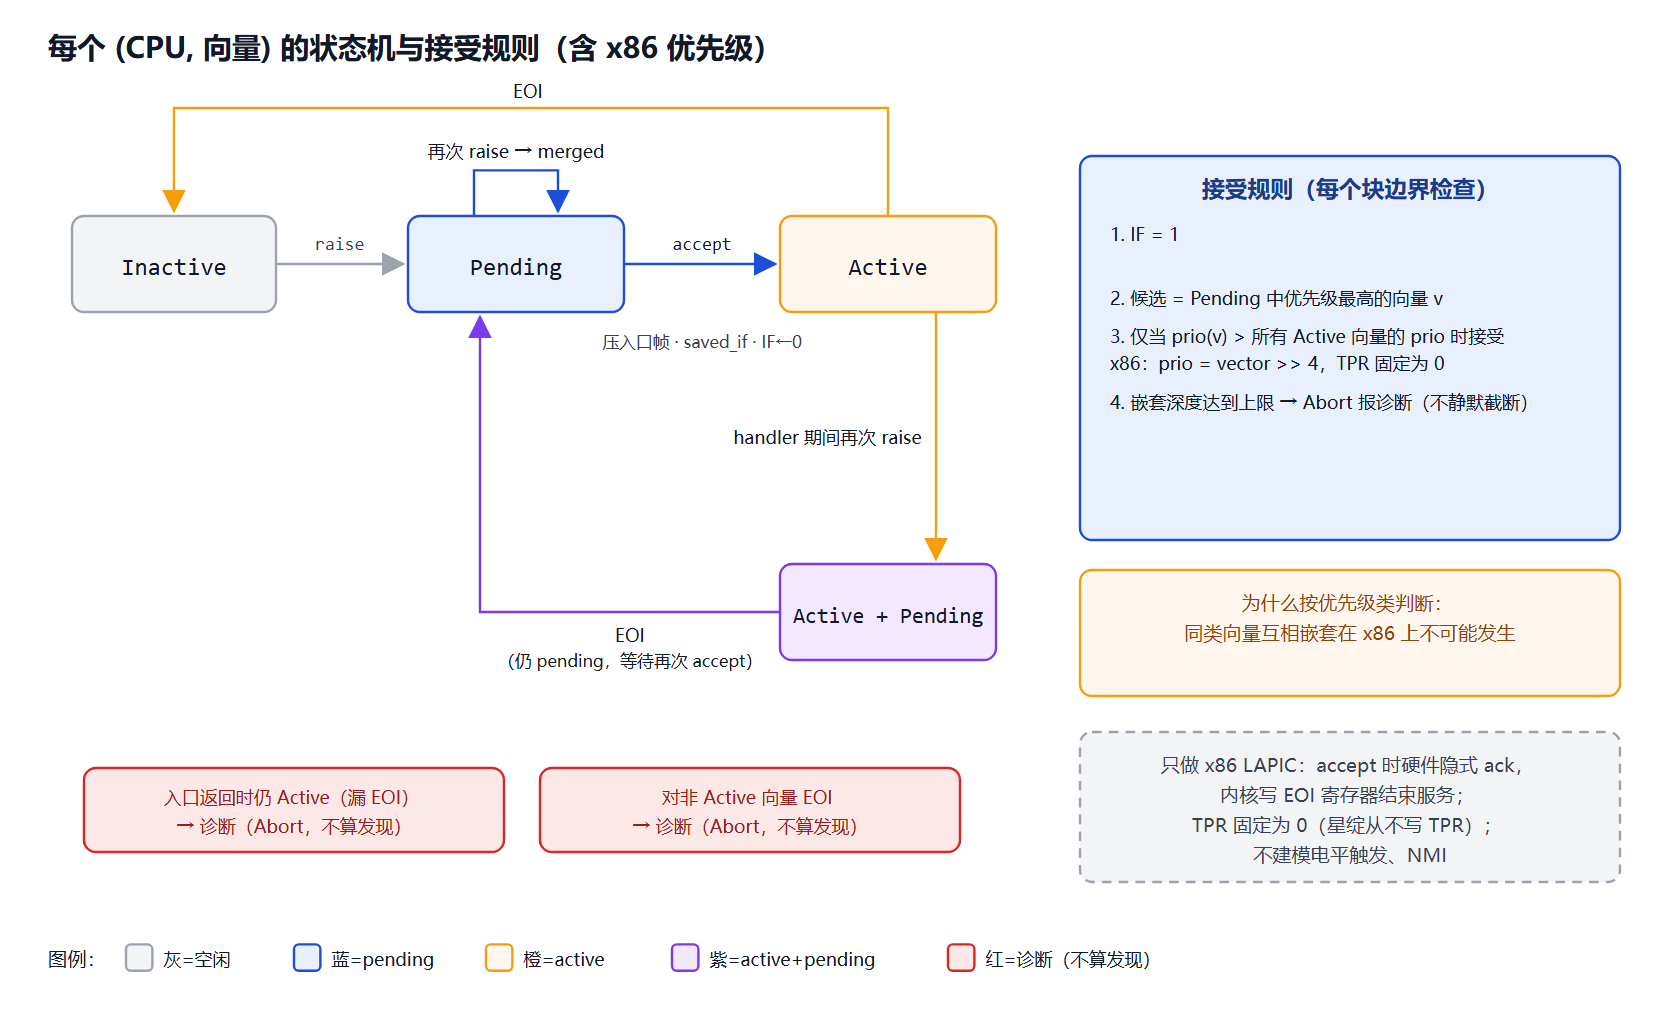 每个 (CPU, 向量) 的状态机与接受规则（含 x86 优先级）
EOI
再次 raise → merged
Inactive
raise
Pending
accept
Active
压入口帧 · saved_if · IF←0
handler 期间再次 raise
Active + Pending
EOI
（仍 pending，等待再次 accept）
接受规则（每个块边界检查）
1. IF = 1
2. 候选 = Pending 中优先级最高的向量 v
3. 仅当 prio(v) > 所有 Active 向量的 prio 时接受
x86：prio = vector >> 4，TPR 固定为 0
4. 嵌套深度达到上限 → Abort 报诊断（不静默截断）
为什么按优先级类判断：
同类向量互相嵌套在 x86 上不可能发生
只做 x86 LAPIC：accept 时硬件隐式 ack，
内核写 EOI 寄存器结束服务；
TPR 固定为 0（星绽从不写 TPR）；
不建模电平触发、NMI
入口返回时仍 Active（漏 EOI）
→ 诊断（Abort，不算发现）
对非 Active 向量 EOI
→ 诊断（Abort，不算发现）
图例：
灰=空闲
蓝=pending
橙=active
紫=active+pending
红=诊断（不算发现）